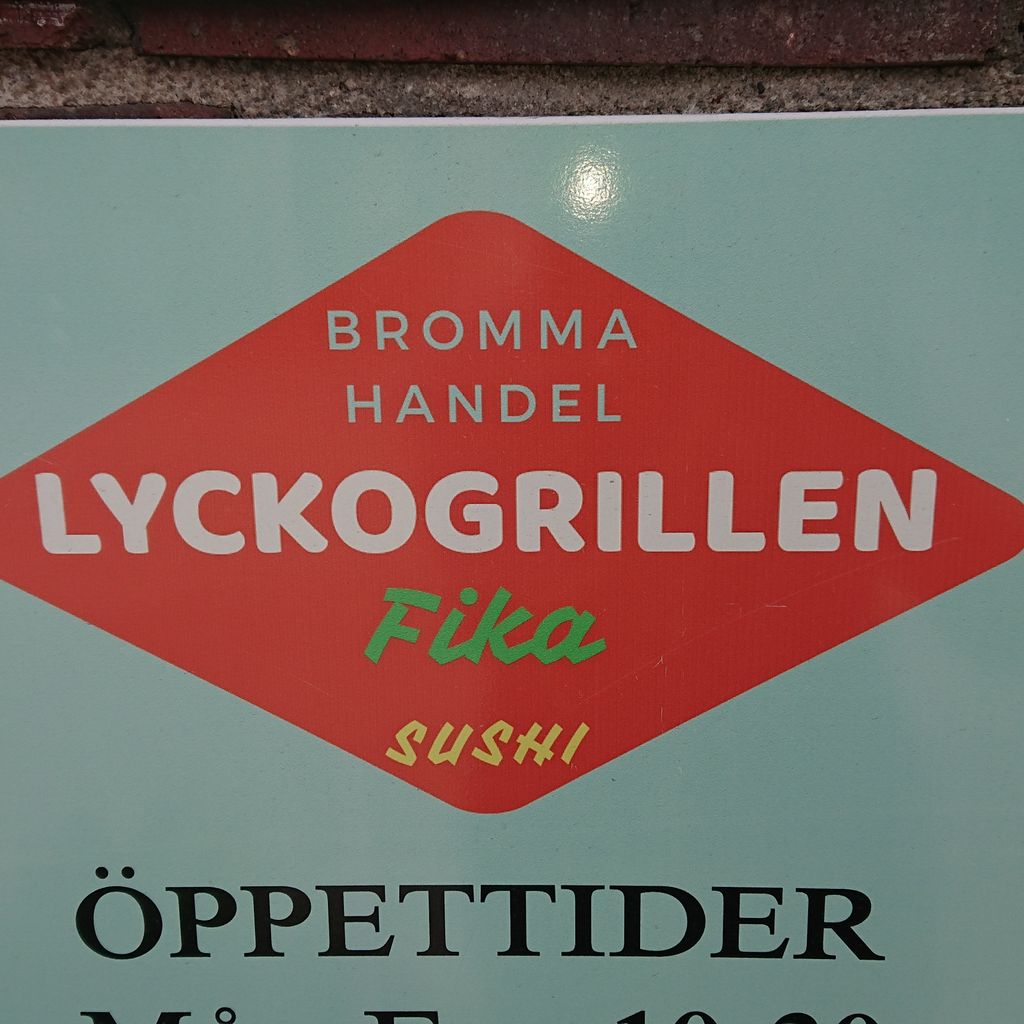 BROMMA
HANDEL
LYCKOGRILLEN
Fika
SUSHI
ÖPPETTIDER